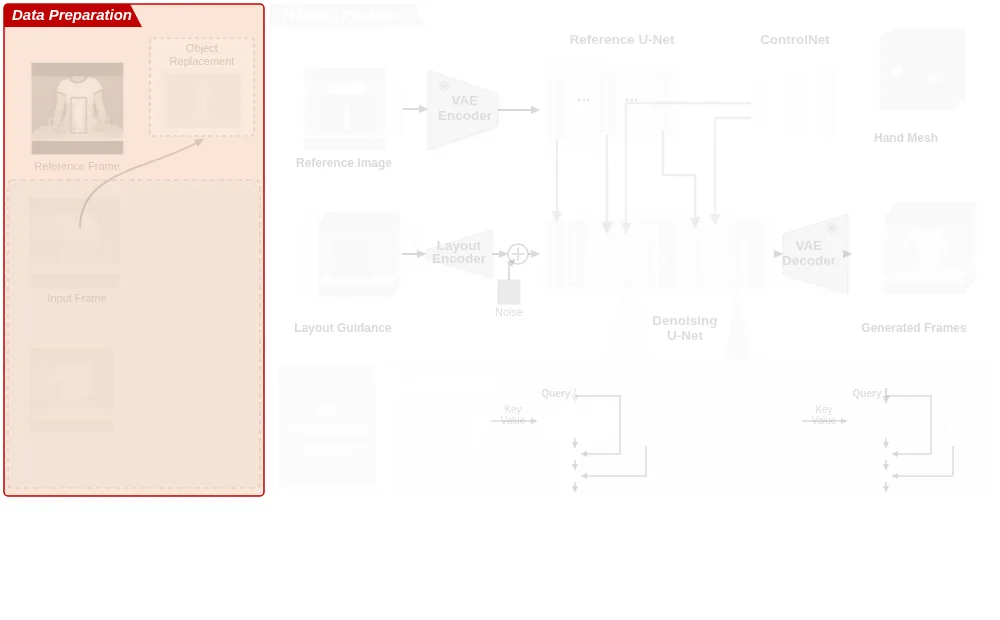 Data Preparation
Object
Replacement
Reference Frame
Input Frame
Reference U-Net
ControlNet
VAE
Encoder
...
...
Reference Image
Hand Mesh
Layout
Encoder
Noise
VAE
Decoder
Layout Guidance
Denoising
U-Net
Generated Frames
Query
Key
Value
Query
Key
Value